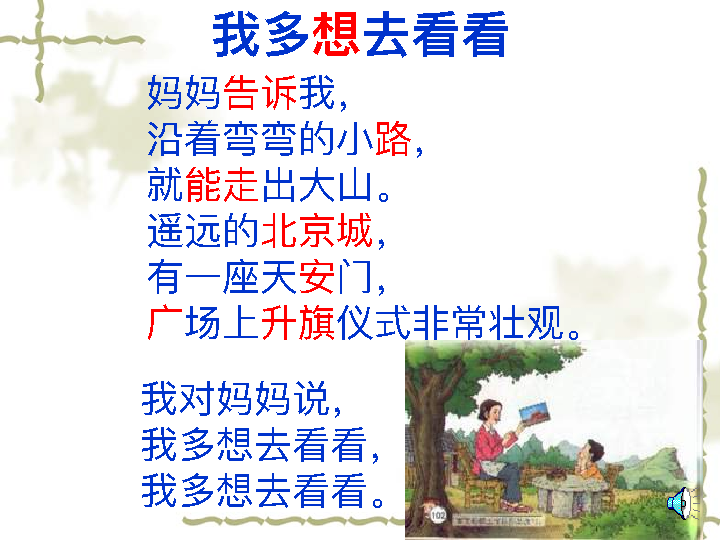 我多想去看看
妈妈告诉我，
沿着弯弯的小路，
就能走出大山。
遥远的北京城，
有一座天安门，
广场上升旗仪式非常壮观。
我对妈妈说，
我多想去看看，
我多想去看看。
102